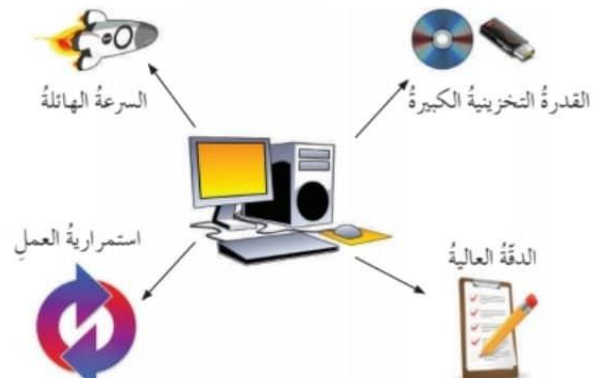 القدرةُ التخزينيةُ الكبيرةُ
السرعةُ الهائلةُ
استمراريةُ العملِ
الدقّةُ العاليةُ